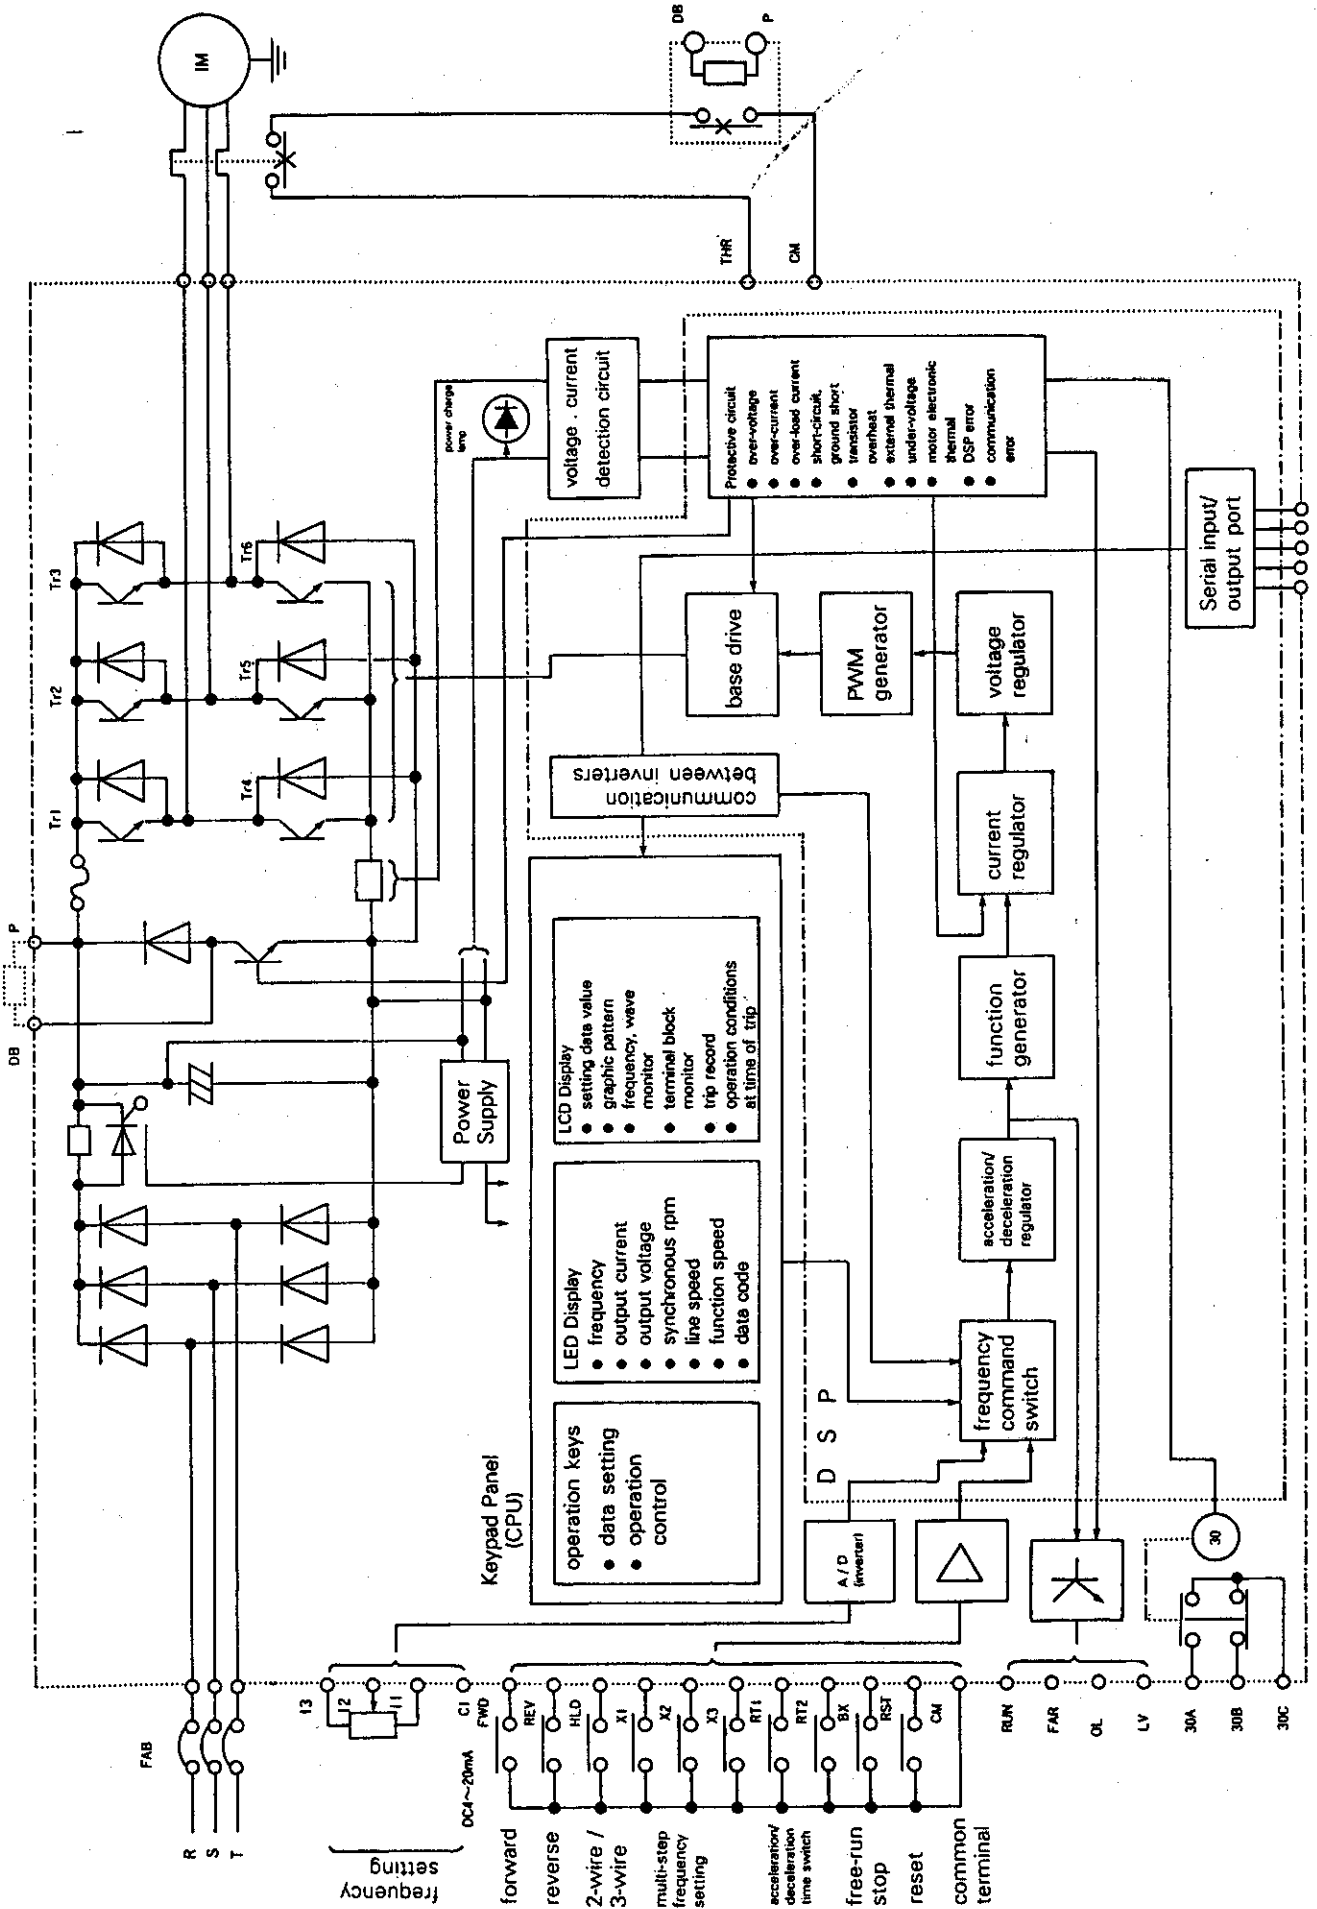 FAB
R
S
T
frequency
setting
DC4~20mA
13
12
11
C1
FWD
REV
HLD
X1
X2
X3
RT1
RT2
BX
RST
CM
forward
reverse
2-wire /
3-wire
multi-step
frequency
setting
acceleration/
deceleration
time switch
free-run
stop
reset
common
terminal
RUN
FAR
OL
LV
30A
30B
30C
30
DB
P
Tr1
Tr2
Tr3
Tr4
Tr5
Tr6
IM
DB
P
THR
CM
Power
Supply
power charge
lamp
voltage . current
detection circuit
Keypad Panel
(CPU)
operation keys
● data setting
● operation
control
LED Display
● frequency
● output current
● output voltage
● synchronous rpm
● line speed
● function speed
● data code
LCD Display
● setting data value
● graphic pattern
● frequency, wave
monitor
● terminal block
monitor
● trip record
● operation conditions
at time of trip
communication
between inverters
base drive
PWM
generator
voltage
regulator
current
regulator
function
generator
acceleration/
deceleration
regulator
frequency
command
switch
D S P
A / D
(inverter)
Protective circuit
● over-voltage
● over-current
● over-load current
● short-circuit,
ground short
● transistor
overheat
● external thermal
● under-voltage
● motor electronic
thermal
● DSP error
● communication
error
Serial input/
output port